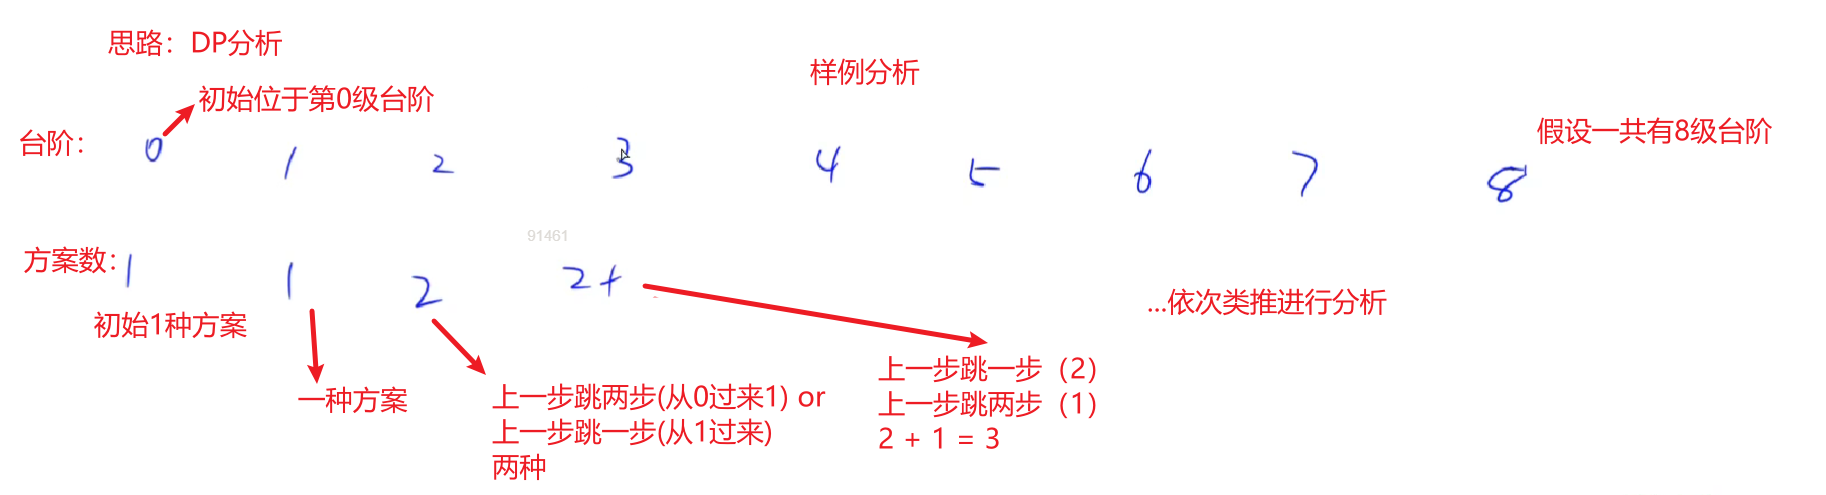 思路：DP分析
样例分析
初始位于第0级台阶
假设一共有8级台阶
台阶：
0 1 2 3 4 5 6 7 8
91461
方案数：
1 1 2 2+
...依次类推进行分析
初始1种方案
一种方案
上一步跳两步(从0过来1) or
上一步跳一步(从1过来)
两种
上一步跳一步（2）
上一步跳两步（1）
2 + 1 = 3